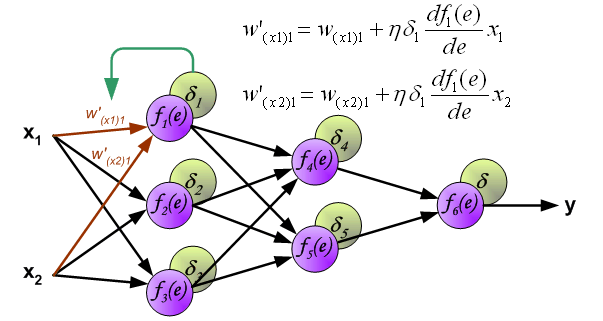 w'(x1)1 = w(x1)1 + ηδ1 df1(e)/de x1
w'(x2)1 = w(x2)1 + ηδ1 df1(e)/de x2
δ1
w'(x1)1
f1(e)
x1
w'(x2)1
δ4
f4(e)
δ2
f2(e)
δ
f6(e)
y
δ5
f5(e)
x2
δ3
f3(e)